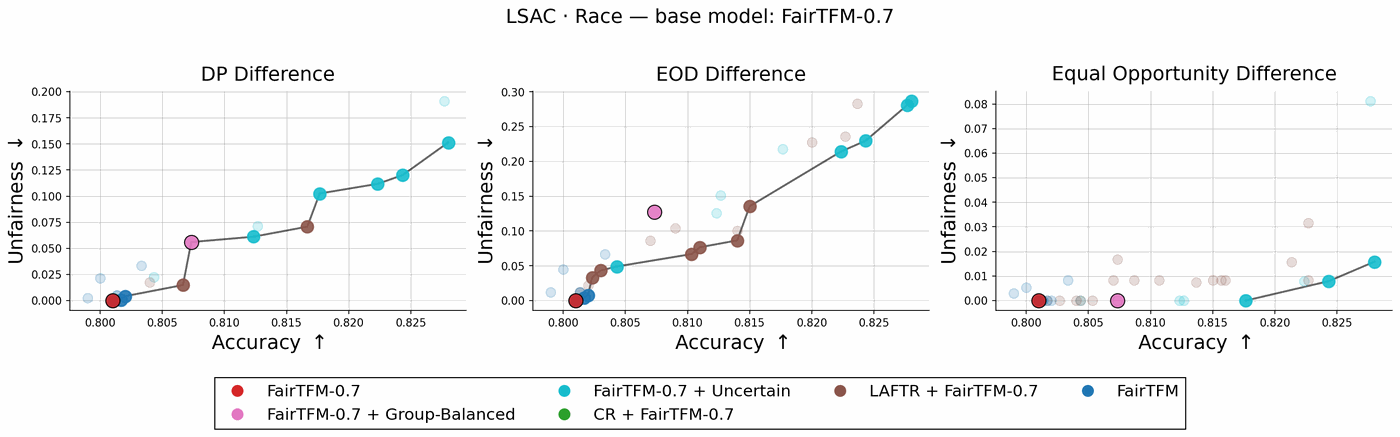 LSAC · Race — base model: FairTFM-0.7
DP Difference
Unfairness ↓
0.200
0.175
0.150
0.125
0.100
0.075
0.050
0.025
0.000
0.800
0.805
0.810
0.815
0.820
0.825
Accuracy ↑
EOD Difference
Unfairness ↓
0.30
0.25
0.20
0.15
0.10
0.05
0.00
0.800
0.805
0.810
0.815
0.820
0.825
Accuracy ↑
Equal Opportunity Difference
Unfairness ↓
0.08
0.07
0.06
0.05
0.04
0.03
0.02
0.01
0.00
0.800
0.805
0.810
0.815
0.820
0.825
Accuracy ↑
FairTFM-0.7
FairTFM-0.7 + Group-Balanced
FairTFM-0.7 + Uncertain
CR + FairTFM-0.7
LAFTR + FairTFM-0.7
FairTFM